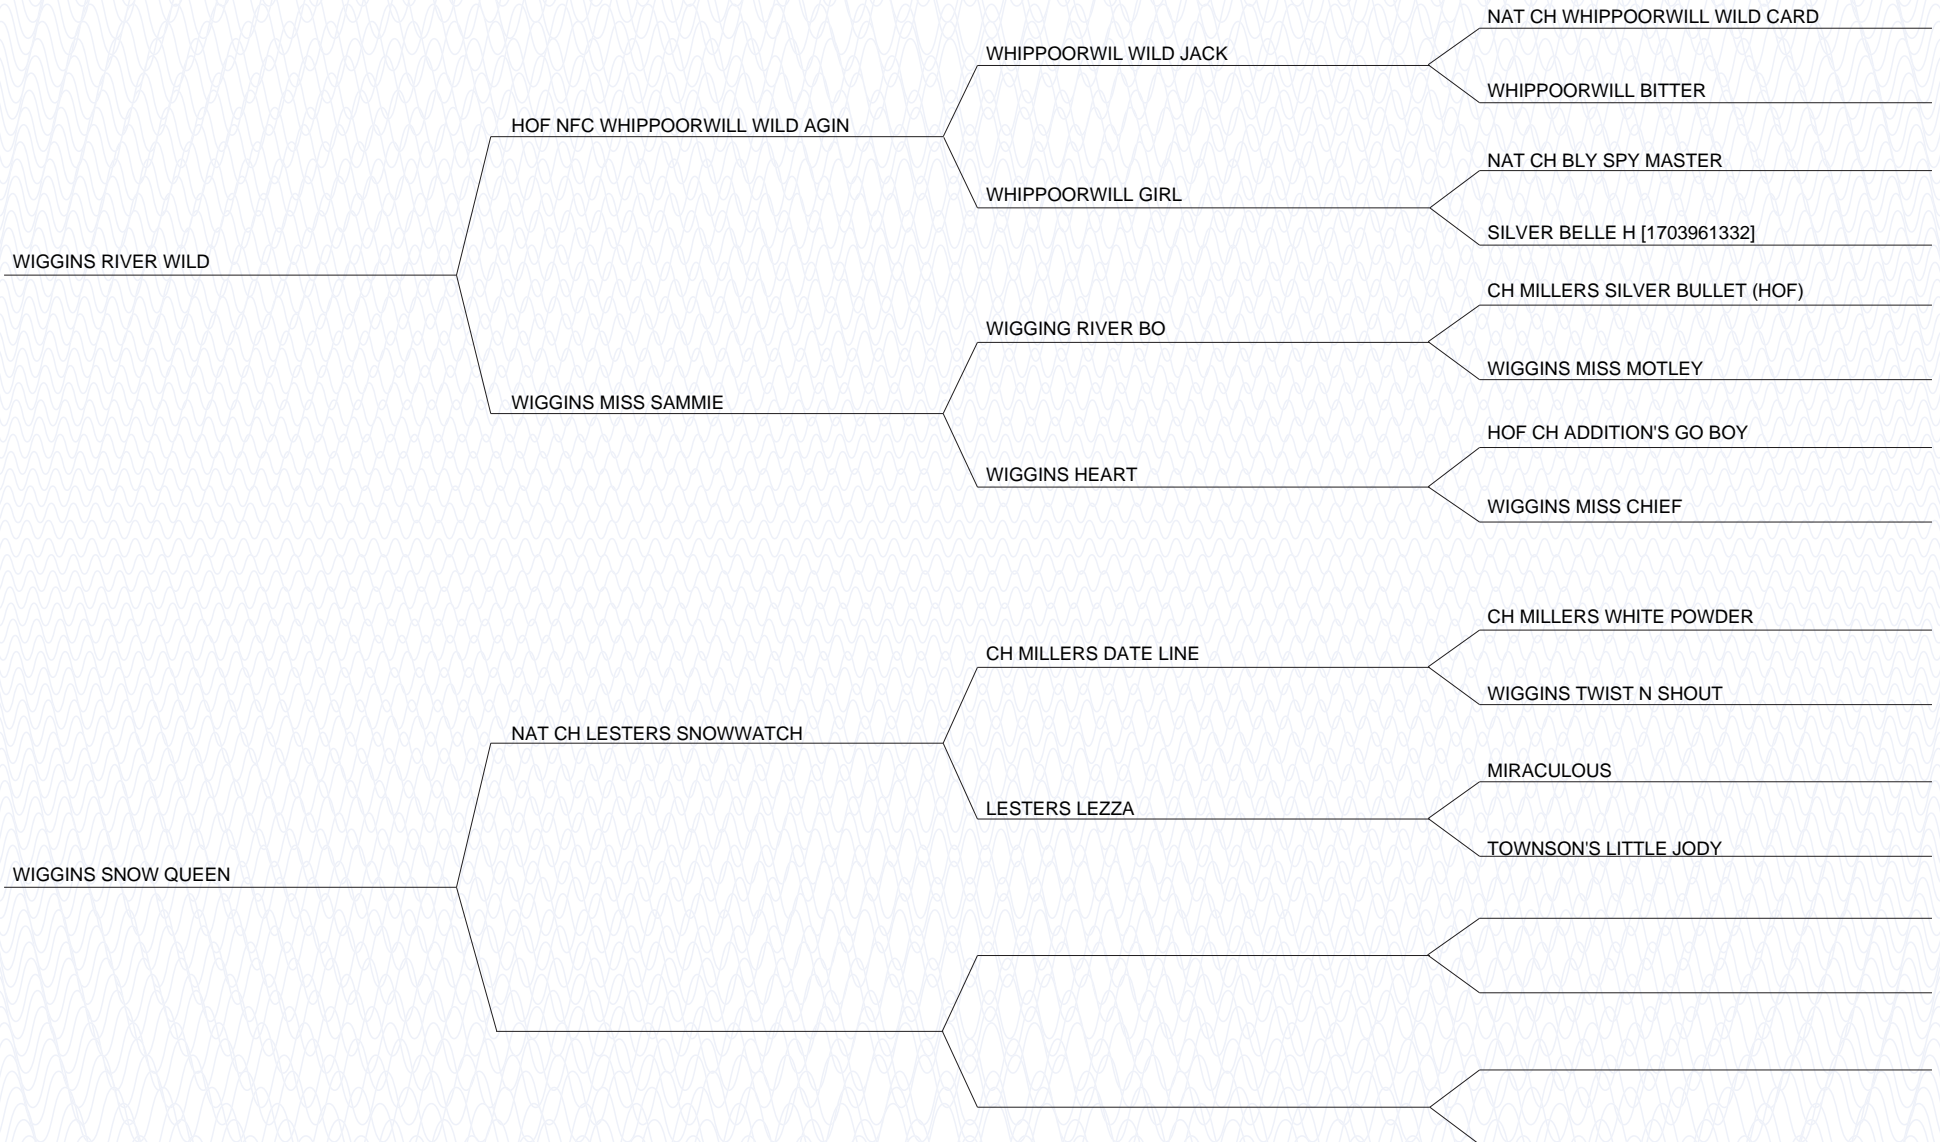 NAT CH WHIPPOORWILL WILD CARD
WHIPPOORWIL WILD JACK
WHIPPOORWILL BITTER
HOF NFC WHIPPOORWILL WILD AGIN
NAT CH BLY SPY MASTER
WHIPPOORWILL GIRL
SILVER BELLE H [1703961332]
WIGGINS RIVER WILD
CH MILLERS SILVER BULLET (HOF)
WIGGING RIVER BO
WIGGINS MISS MOTLEY
WIGGINS MISS SAMMIE
HOF CH ADDITION'S GO BOY
WIGGINS HEART
WIGGINS MISS CHIEF
CH MILLERS WHITE POWDER
CH MILLERS DATE LINE
WIGGINS TWIST N SHOUT
NAT CH LESTERS SNOWWATCH
MIRACULOUS
LESTERS LEZZA
TOWNSON'S LITTLE JODY
WIGGINS SNOW QUEEN